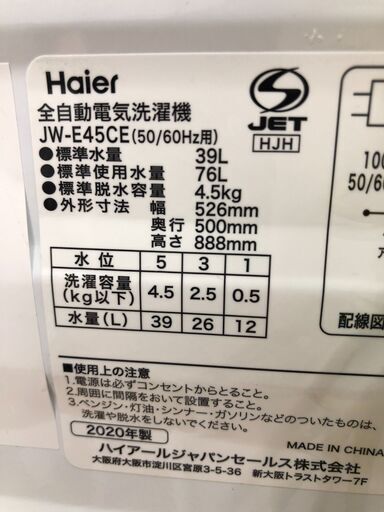 Haier
全自動電気洗濯機
JW-E45CE(50/60Hz用)
S
JET
HJH
●標準水量 39L
●標準使用水量 76L
●標準脱水容量 4.5kg
●外形寸法 幅 526mm
奥行 500mm
高さ 888mm
100
50/60
水位 5 3 1
洗濯容量(kg以下) 4.5 2.5 0.5
水量(L) 39 26 12
配線図
■使用上の注意
1.電源は必ずコンセントからとること。
2.周囲に間隔をおいて設置すること。
3.ベンジン・灯油・シンナー・ガソリンなどのついたものは、
洗濯や脱水をしないでください。
2020年製
MADE IN CHINA
ハイアールジャパンセールス株式会社
大阪府大阪市淀川区宮原3-5-36 新大阪トラストタワー7F